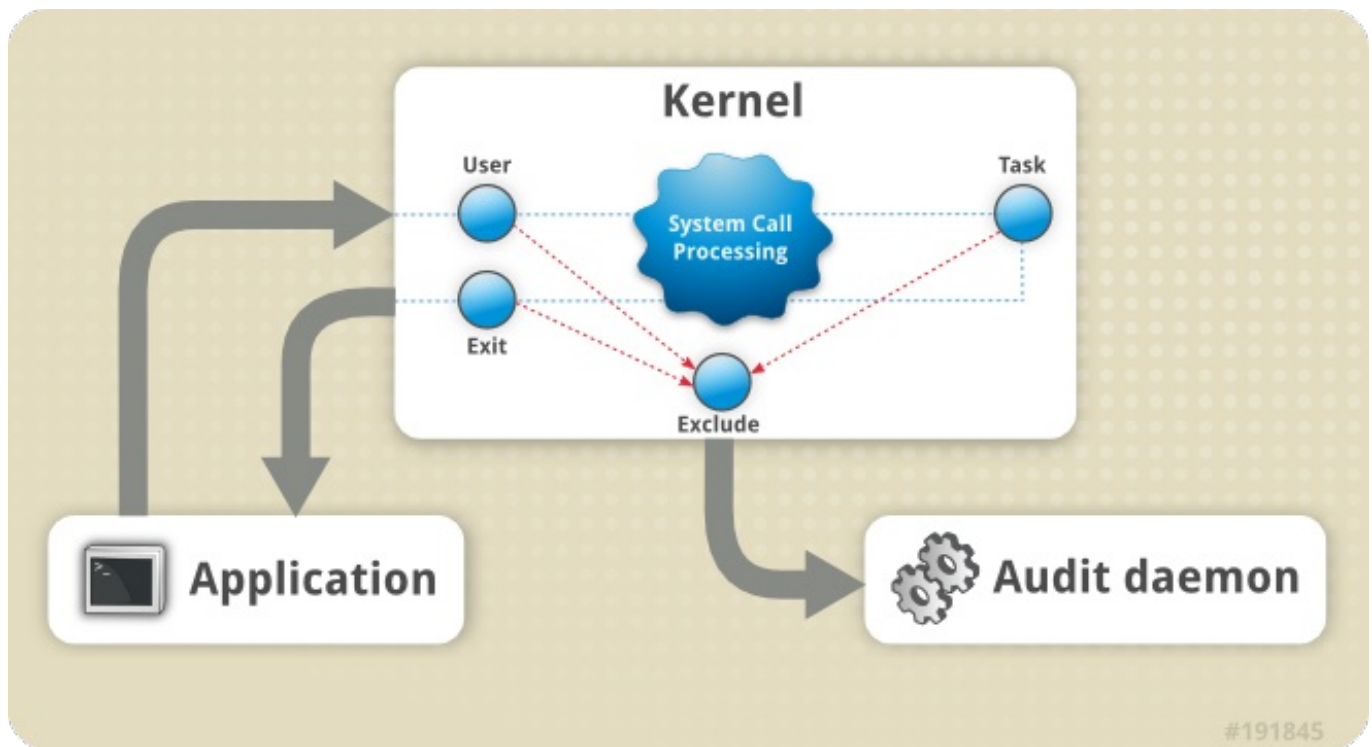 Kernel
User
Task
System Call
Processing
Exit
Exclude
>_
Application
Audit daemon
#191845